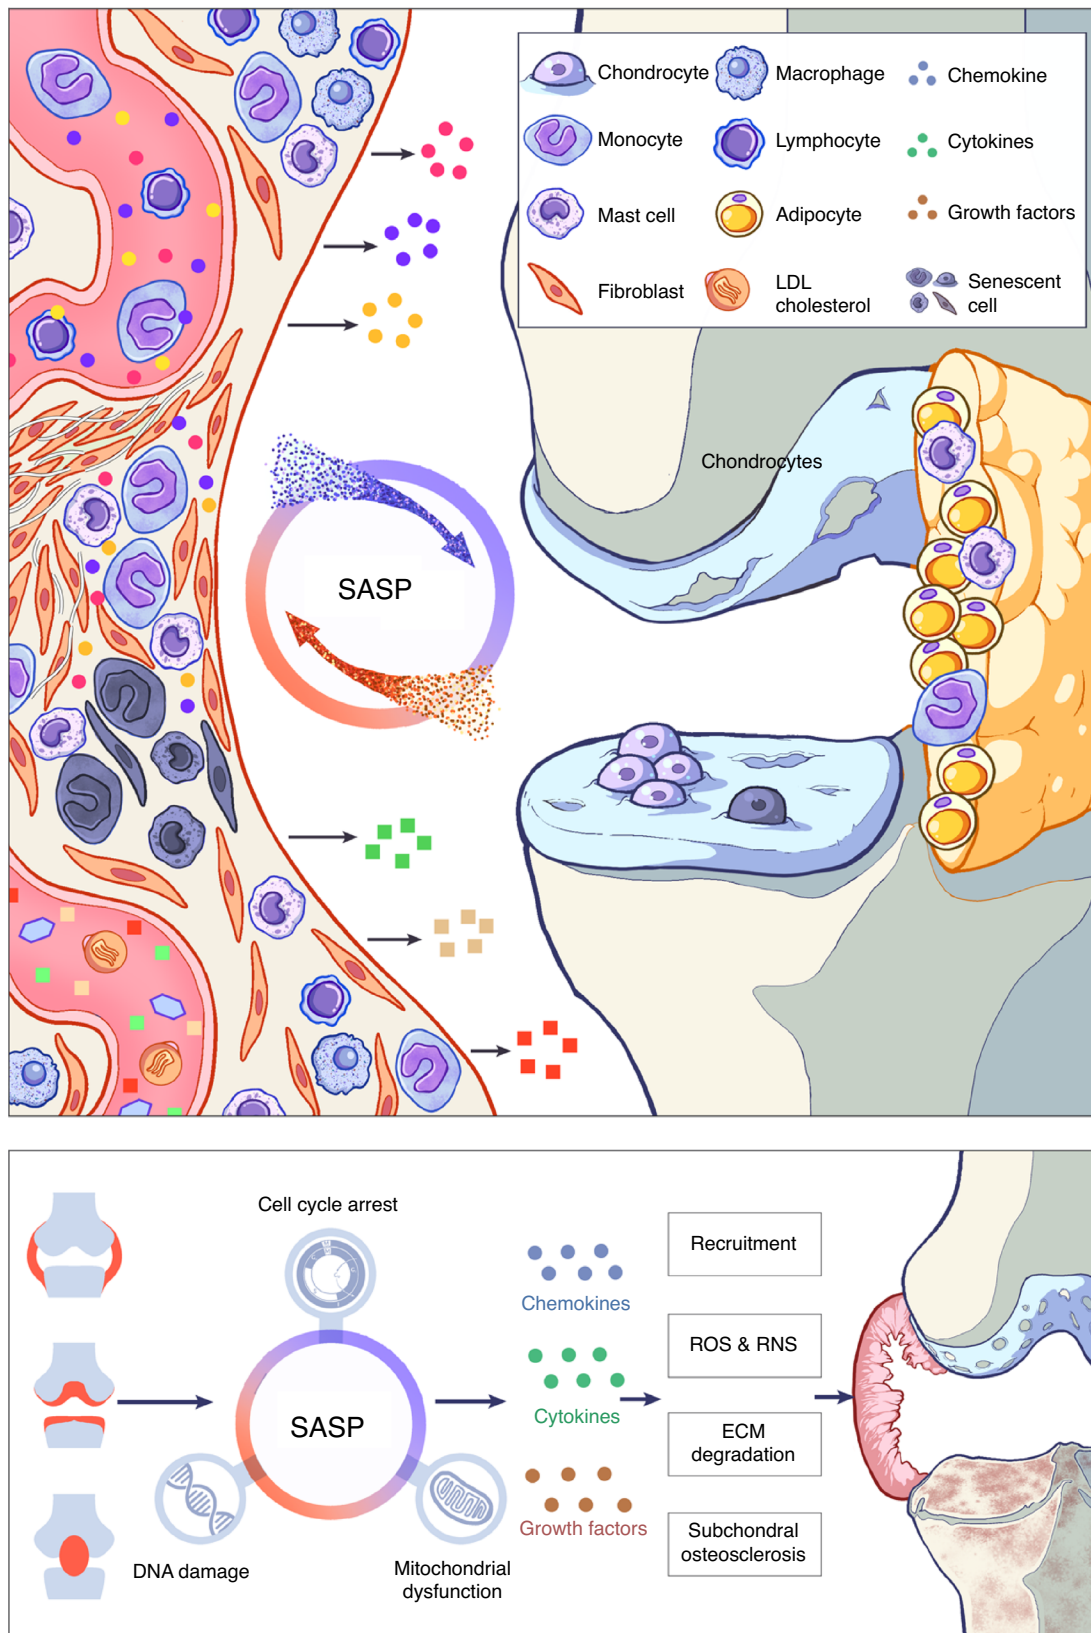 Chondrocyte
Macrophage
Chemokine
Monocyte
Lymphocyte
Cytokines
Mast cell
Adipocyte
Growth factors
Fibroblast
LDL
cholesterol
Senescent
cell
Chondrocytes
SASP
Cell cycle arrest
SASP
DNA damage
Mitochondrial
dysfunction
Chemokines
Cytokines
Growth factors
Recruitment
ROS & RNS
ECM
degradation
Subchondral
osteosclerosis